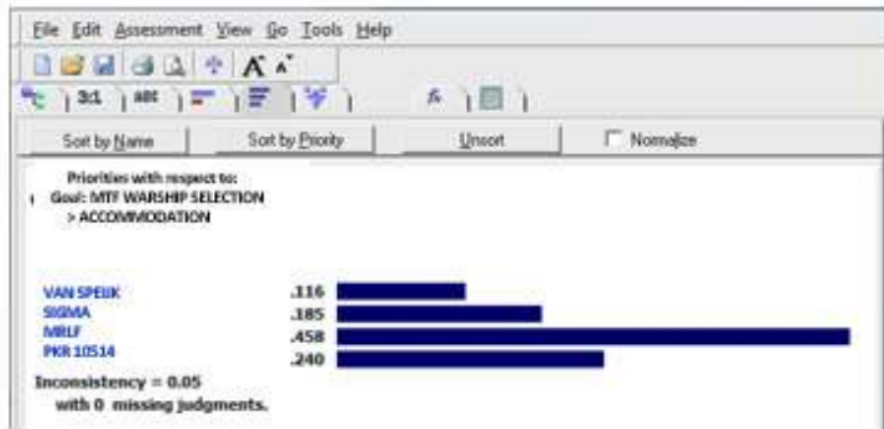 File Edit Assessment View Go Tools Help
A A
3:1 ABC fx
Sort by Name Sort by Priority Unsort Normalize
Priorities with respect to:
Goal: MTF WARSHIP SELECTION
> ACCOMMODATION
VAN SPEIJK .116
SIGMA .185
MRLF .458
PKR 10514 .240
Inconsistency = 0.05
with 0 missing judgments.